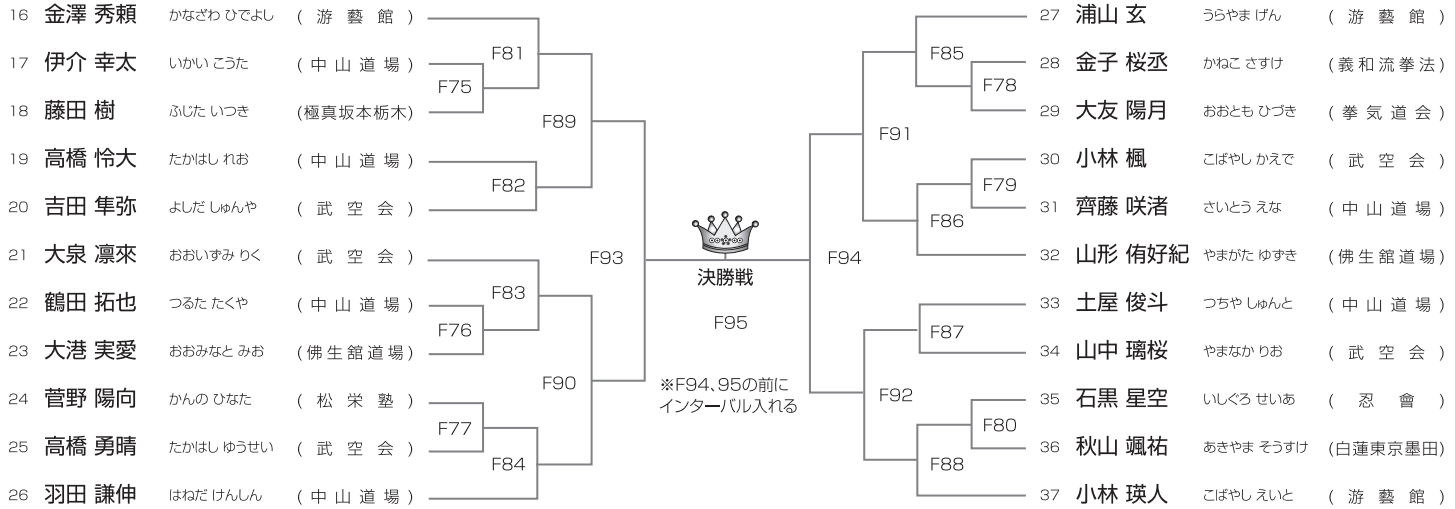 16 金澤 秀頼 かなざわ ひでよし (游藝館)
17 伊介 幸太 いかい こうた (中山道場)
18 藤田 樹 ふじた いつき (極真坂本栃木)
19 高橋 怜大 たかはし れお (中山道場)
20 吉田 隼弥 よしだ しゅんや (武空会)
21 大泉 凛來 おおいずみ りく (武空会)
22 鶴田 拓也 つるた たくや (中山道場)
23 大港 実愛 おおみなと みお (佛生舘道場)
24 菅野 陽向 かんの ひなた (松栄塾)
25 高橋 勇晴 たかはし ゆうせい (武空会)
26 羽田 謙伸 はねだ けんしん (中山道場)
F81
F75
F89
F82
F93
F83
F76
F90
F77
F84
決勝戦
F95
※F94、95の前に
インターバル入れる
F85
F78
F91
F79
F86
F94
F87
F92
F80
F88
27 浦山 玄 うらやま げん (游藝館)
28 金子 桜丞 かねこ さすけ (義和流拳法)
29 大友 陽月 おおとも ひづき (拳気道会)
30 小林 楓 こばやし かえで (武空会)
31 齊藤 咲渚 さいとう えな (中山道場)
32 山形 侑好紀 やまがた ゆずき (佛生舘道場)
33 土屋 俊斗 つちや しゅんと (中山道場)
34 山中 璃桜 やまなか りお (武空会)
35 石黒 星空 いしぐろ せいあ (忍會)
36 秋山 颯祐 あきやま そうすけ (白蓮東京墨田)
37 小林 瑛人 こばやし えいと (游藝館)